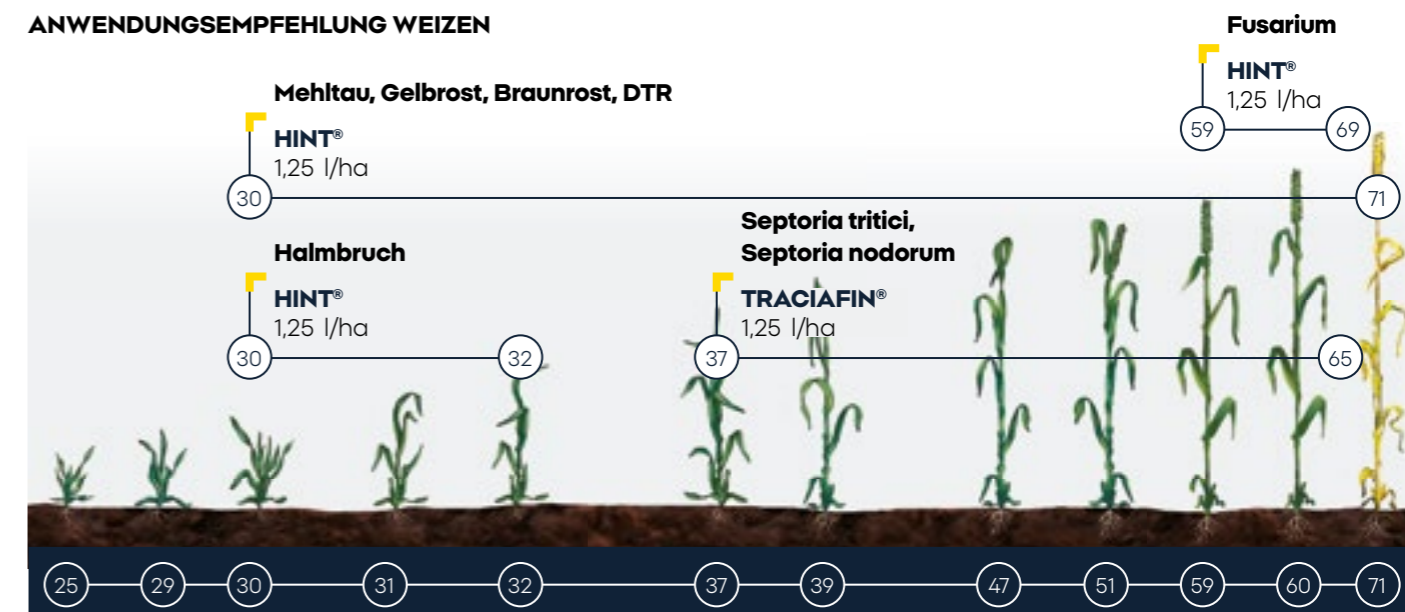 ANWENDUNGSEMPFEHLUNG WEIZEN
Fusarium
HINT®
1,25 l/ha
59 69
Mehltau, Gelbrost, Braunrost, DTR
HINT®
1,25 l/ha
30 71
Halmbruch
HINT®
1,25 l/ha
30 32
Septoria tritici,
Septoria nodorum
TRACIAFIN®
1,25 l/ha
37 65
25 29 30 31 32 37 39 47 51 59 60 71